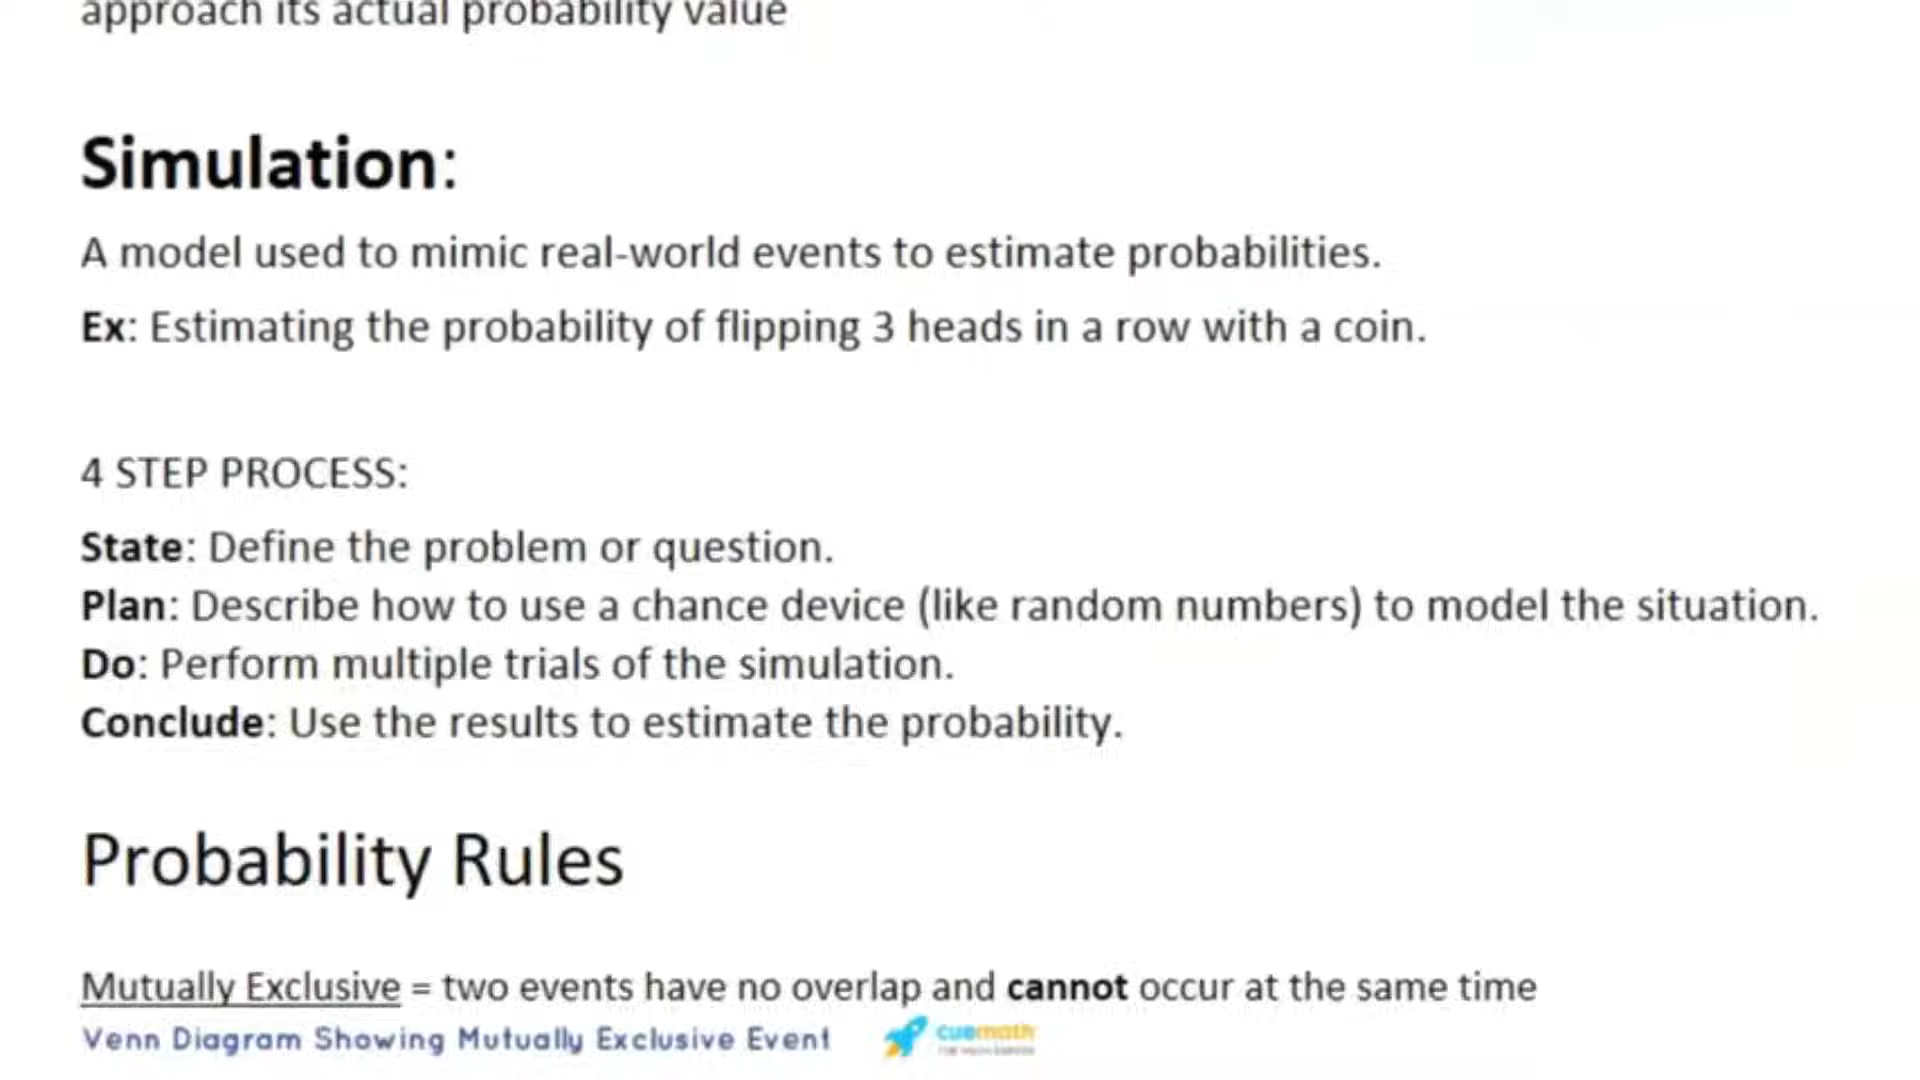 approach its actual probability value
Simulation:
A model used to mimic real-world events to estimate probabilities.
Ex: Estimating the probability of flipping 3 heads in a row with a coin.
4 STEP PROCESS:
State: Define the problem or question.
Plan: Describe how to use a chance device (like random numbers) to model the situation.
Do: Perform multiple trials of the simulation.
Conclude: Use the results to estimate the probability.
Probability Rules
Mutually Exclusive = two events have no overlap and cannot occur at the same time
Venn Diagram Showing Mutually Exclusive Event
cuemath